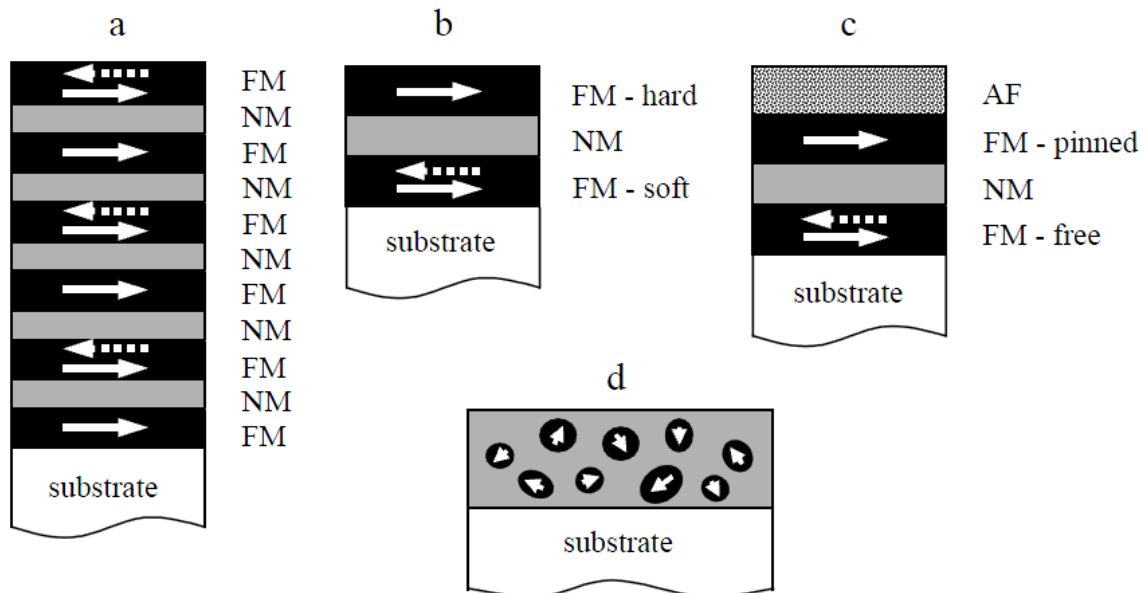 a
FM
NM
FM
NM
FM
NM
FM
NM
FM
NM
FM
substrate
b
FM - hard
NM
FM - soft
substrate
c
AF
FM - pinned
NM
FM - free
substrate
d
substrate